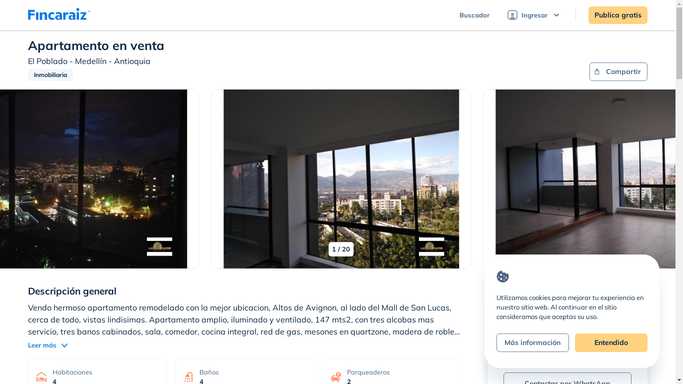 Fincaraiz
Buscador
Ingresar
Publica gratis
Apartamento en venta
El Poblado - Medellín - Antioquia
Inmobiliaria
Compartir
1 / 20
Descripción general
Vendo hermoso apartamento remodelado con la mejor ubicacion, Altos de Avignon, al lado del Mall de San Lucas,
cerca de todo, vistas lindisimas. Apartamento amplio, iluminado y ventilado, 147 mts2, con tres alcobas mas
servicio, tres banos cabinados, sala, comedor, cocina integral, red de gas, mesones en quartzone, madera de roble...
Leer más
Habitaciones
4
Baños
4
Parqueaderos
2
Utilizamos cookies para mejorar tu experiencia en
nuestro sitio web. Al continuar en el sitio
consideramos que aceptas su uso.
Más información
Entendido
Contactar por WhatsApp